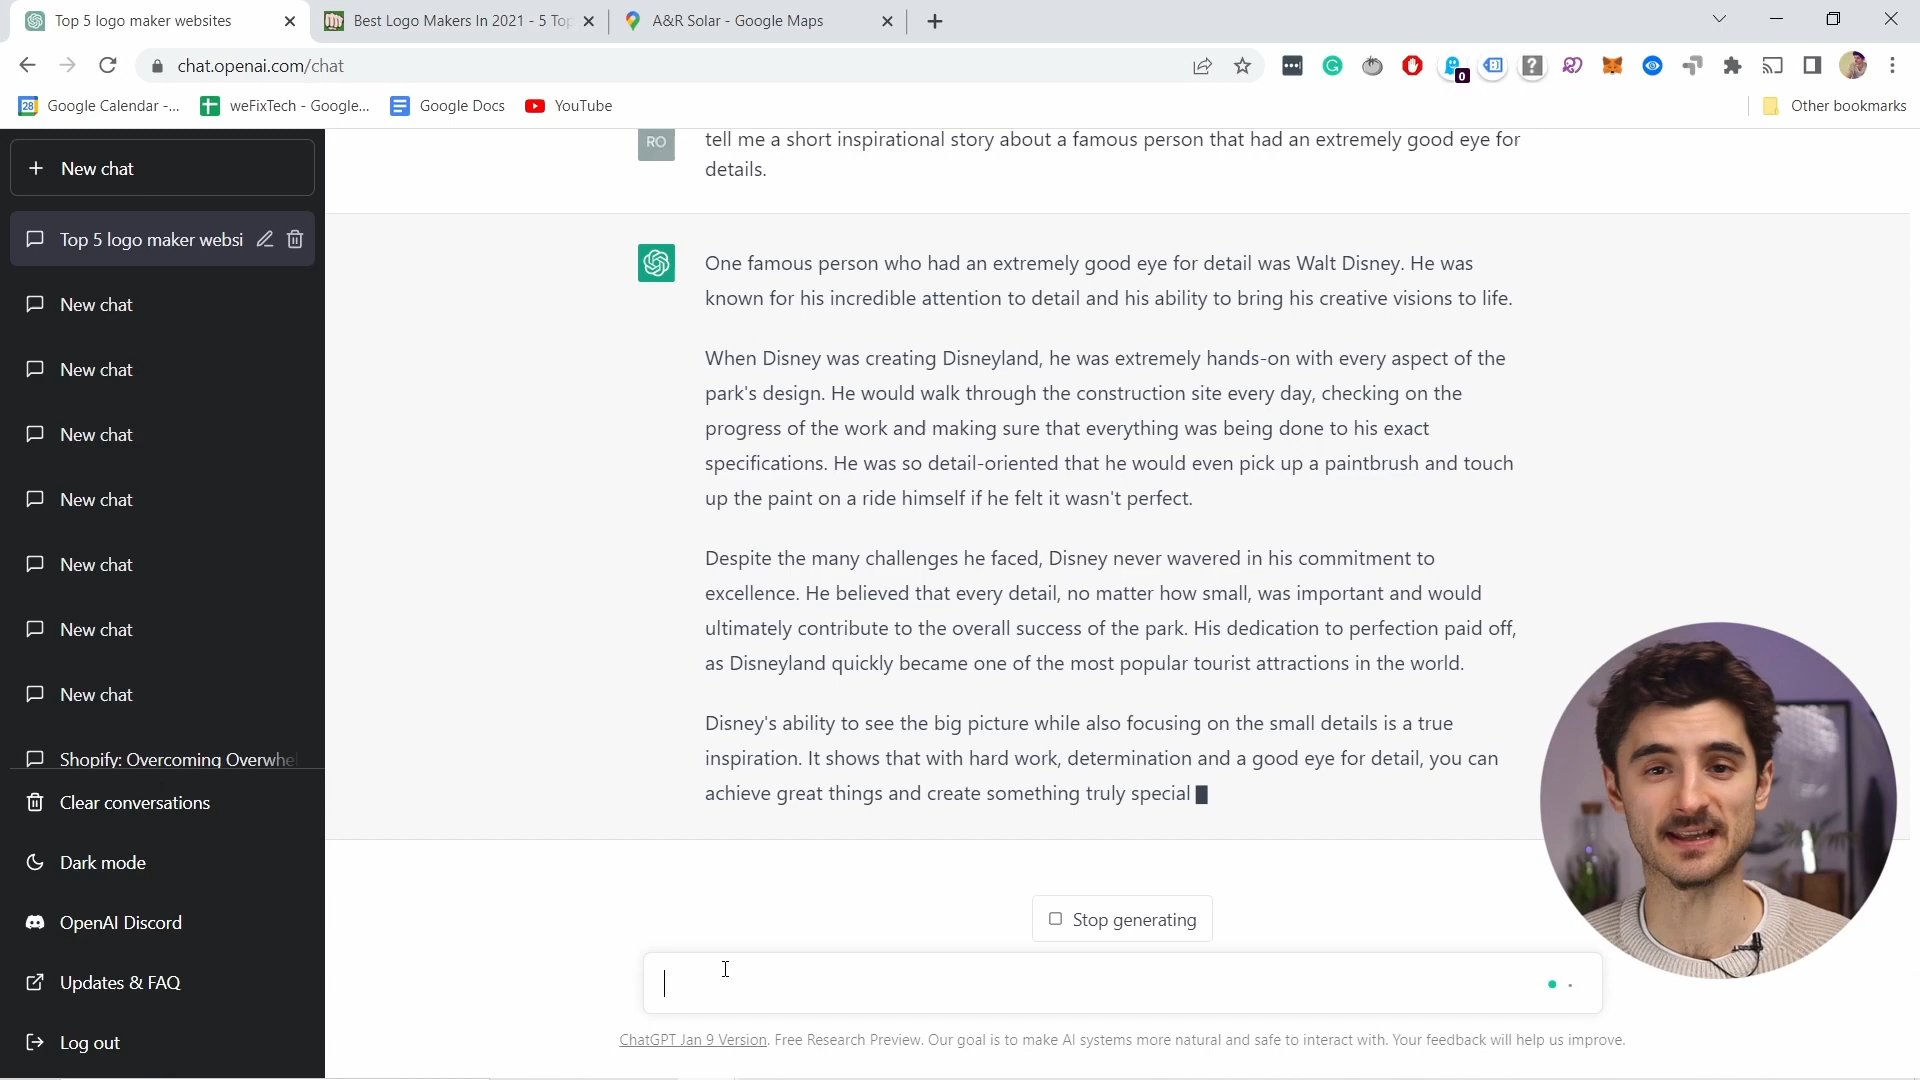 Top 5 logo maker websites
Best Logo Makers In 2021 - 5 Top
A&R Solar - Google Maps
chat.openai.com/chat
0
28
Google Calendar -...
weFixTech - Google...
Google Docs
YouTube
Other bookmarks
New chat
Top 5 logo maker websi
New chat
New chat
New chat
New chat
New chat
New chat
New chat
Shopify: Overcoming Overwhel
Clear conversations
Dark mode
OpenAI Discord
Updates & FAQ
Log out
RO
tell me a short inspirational story about a famous person that had an extremely good eye for
details.
One famous person who had an extremely good eye for detail was Walt Disney. He was
known for his incredible attention to detail and his ability to bring his creative visions to life.
When Disney was creating Disneyland, he was extremely hands-on with every aspect of the
park's design. He would walk through the construction site every day, checking on the
progress of the work and making sure that everything was being done to his exact
specifications. He was so detail-oriented that he would even pick up a paintbrush and touch
up the paint on a ride himself if he felt it wasn't perfect.
Despite the many challenges he faced, Disney never wavered in his commitment to
excellence. He believed that every detail, no matter how small, was important and would
ultimately contribute to the overall success of the park. His dedication to perfection paid off,
as Disneyland quickly became one of the most popular tourist attractions in the world.
Disney's ability to see the big picture while also focusing on the small details is a true
inspiration. It shows that with hard work, determination and a good eye for detail, you can
achieve great things and create something truly special
Stop generating
ChatGPT Jan 9 Version. Free Research Preview. Our goal is to make AI systems more natural and safe to interact with. Your feedback will help us improve.